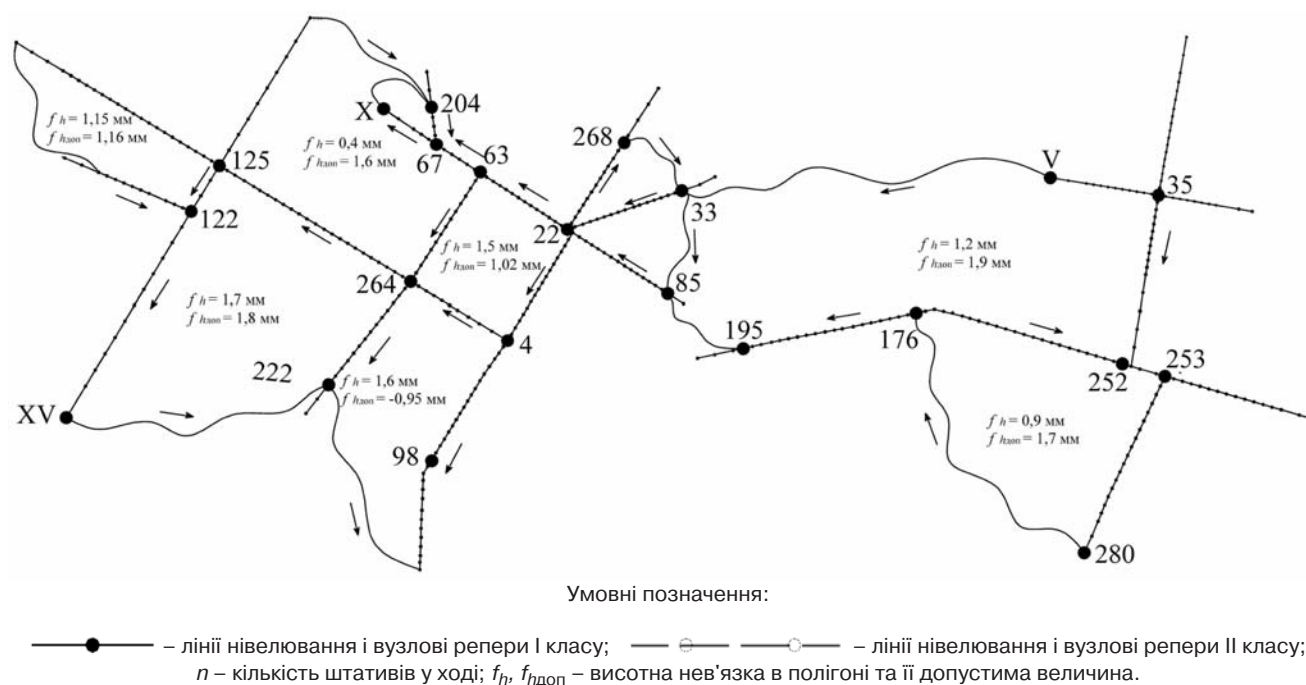 X
204
268
V
f h = 1,15 мм
f hдоп = 1,16 мм
125
f h = 0,4 мм
f hдоп = 1,6 мм
67
63
35
33
122
22
f h = 1,5 мм
f hдоп = 1,02 мм
f h = 1,2 мм
f hдоп = 1,9 мм
264
85
f h = 1,7 мм
f hдоп = 1,8 мм
195
176
4
222
f h = 1,6 мм
f hдоп = -0,95 мм
252
253
XV
f h = 0,9 мм
f hдоп = 1,7 мм
98
280
Умовні позначення:
– лінії нівелювання і вузлові репери I класу; – лінії нівелювання і вузлові репери II класу;
n – кількість штативів у ході; fh, fhдоп – висотна нев'язка в полігоні та її допустима величина.